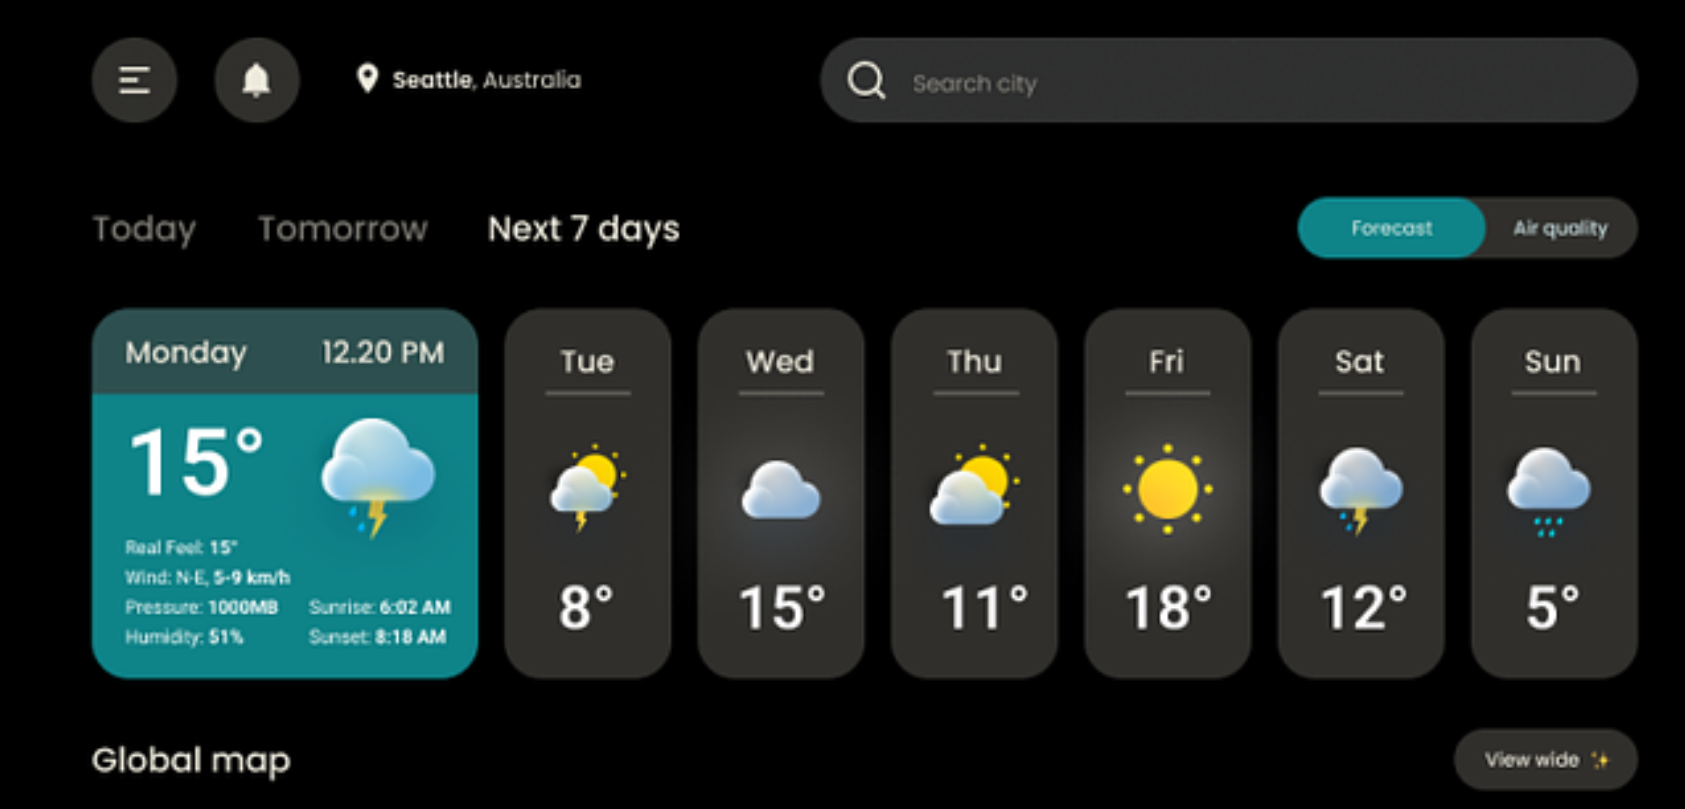 Seattle, Australia
Search city
Today Tomorrow Next 7 days
Forecast Air quality
Monday 12.20 PM
15°
Real Feel: 15°
Wind: N-E, 5-9 km/h
Pressure: 1000MB
Humidity: 51%
Sunrise: 6:02 AM
Sunset: 8:18 AM
Tue
8°
Wed
15°
Thu
11°
Fri
18°
Sat
12°
Sun
5°
Global map
View wide